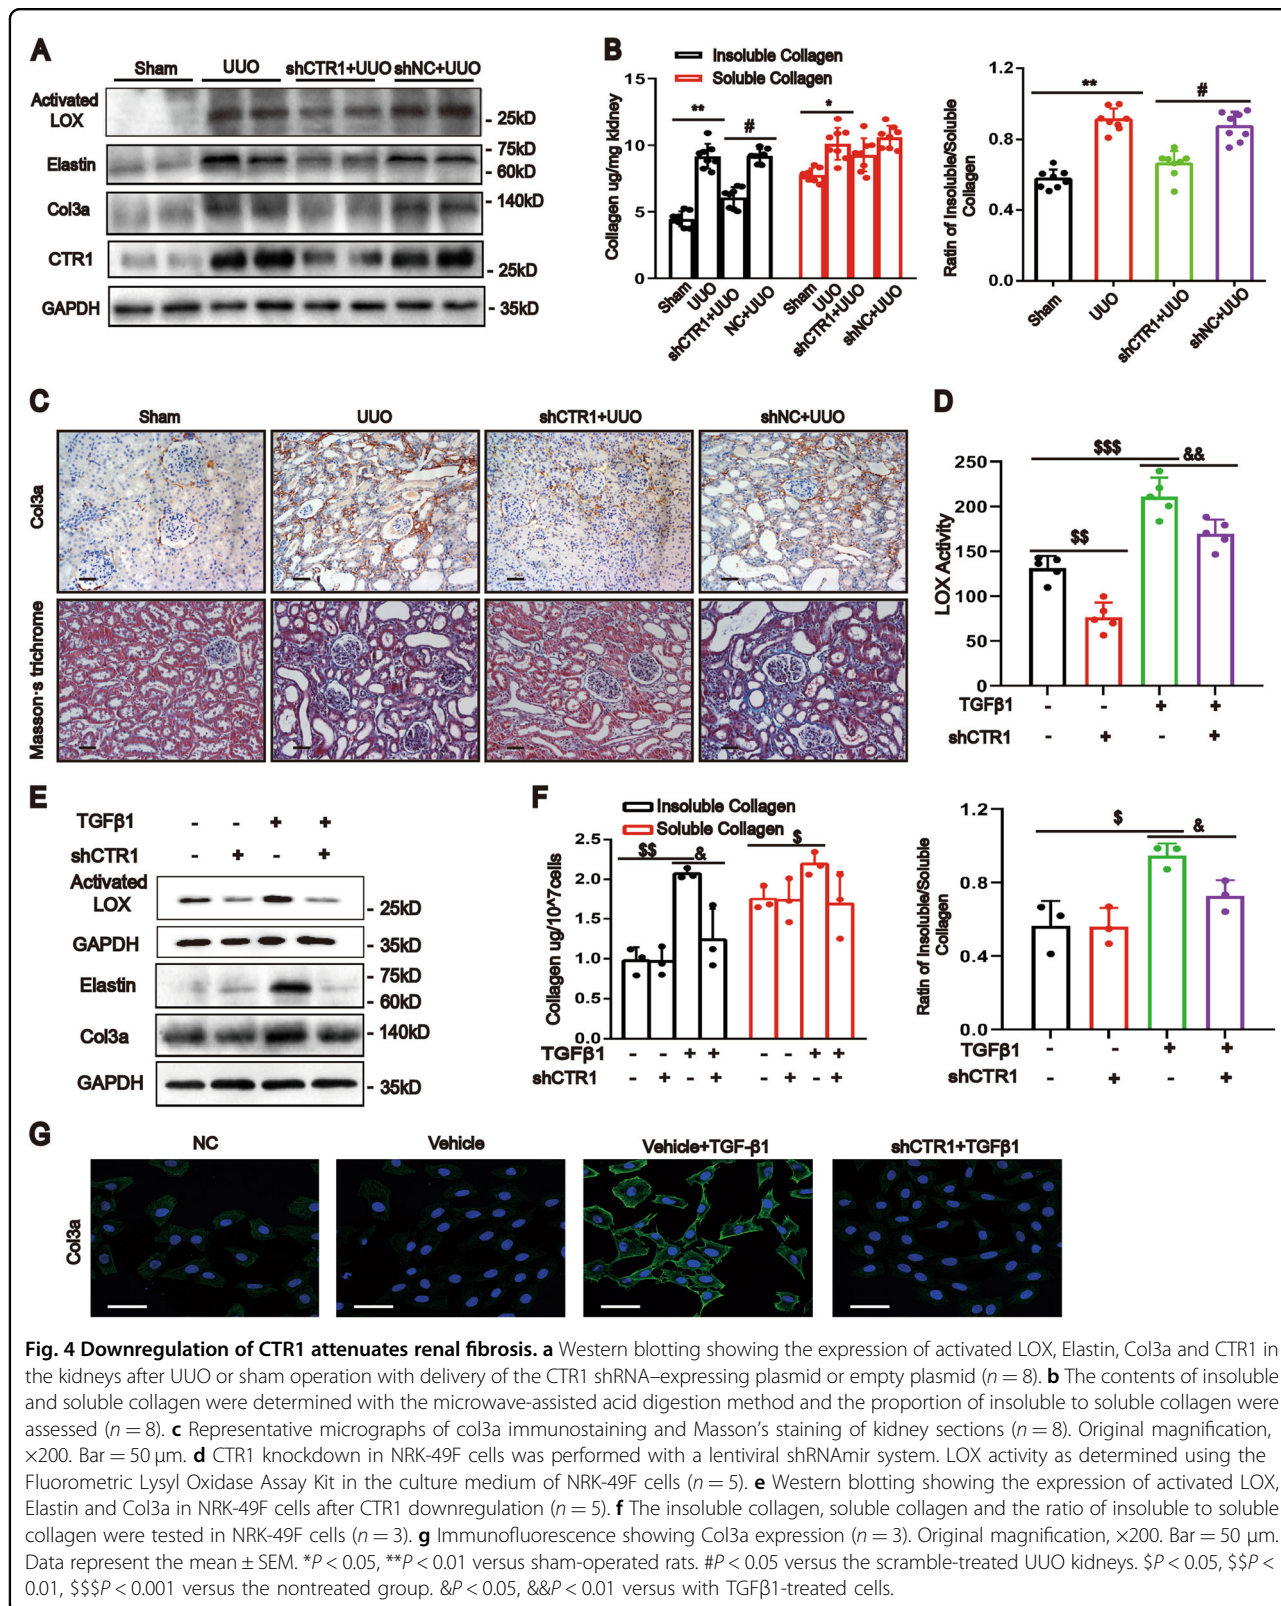 A
Sham UUO shCTR1+UUO shNC+UUO
Activated
LOX
- 25kD
Elastin
- 75kD
- 60kD
Col3a
- 140kD
CTR1
- 25kD
GAPDH
- 35kD
B
Insoluble Collagen
Soluble Collagen
Collagen ug/mg kidney
15
10
5
0
** # *
Sham UUO shCTR1+UUO NC+UUO Sham UUO shCTR1+UUO shNC+UUO
Ratin of Insoluble/Soluble
Collagen
1.2
0.8
0.4
0.0
** #
Sham UUO shCTR1+UUO shNC+UUO
C
Sham UUO shCTR1+UUO shNC+UUO
Col3a
Masson·s trichrome
D
LOX Activity
250
200
150
100
50
0
$$$ &&
$$
TGFβ1 - - + +
shCTR1 - + - +
E
TGFβ1 - - + +
shCTR1 - + - +
Activated
LOX
- 25kD
GAPDH
- 35kD
Elastin
- 75kD
- 60kD
Col3a
- 140kD
GAPDH
- 35kD
F
Insoluble Collagen
Soluble Collagen
Collagen ug/10^7cells
2.5
2.0
1.5
1.0
0.5
0.0
$$ & $
TGFβ1 - - + + - - + +
shCTR1 - + - + - + - +
Ratin of Insoluble/Soluble
Collagen
1.2
0.8
0.4
0.0
$ &
TGFβ1 - - + +
shCTR1 - + - +
G
NC Vehicle Vehicle+TGF-β1 shCTR1+TGFβ1
Col3a
Fig. 4 Downregulation of CTR1 attenuates renal fibrosis. a Western blotting showing the expression of activated LOX, Elastin, Col3a and CTR1 in
the kidneys after UUO or sham operation with delivery of the CTR1 shRNA–expressing plasmid or empty plasmid (n = 8). b The contents of insoluble
and soluble collagen were determined with the microwave-assisted acid digestion method and the proportion of insoluble to soluble collagen were
assessed (n = 8). c Representative micrographs of col3a immunostaining and Masson's staining of kidney sections (n = 8). Original magnification,
×200. Bar = 50 μm. d CTR1 knockdown in NRK-49F cells was performed with a lentiviral shRNAmir system. LOX activity as determined using the
Fluorometric Lysyl Oxidase Assay Kit in the culture medium of NRK-49F cells (n = 5). e Western blotting showing the expression of activated LOX,
Elastin and Col3a in NRK-49F cells after CTR1 downregulation (n = 5). f The insoluble collagen, soluble collagen and the ratio of insoluble to soluble
collagen were tested in NRK-49F cells (n = 3). g Immunofluorescence showing Col3a expression (n = 3). Original magnification, ×200. Bar = 50 μm.
Data represent the mean ± SEM. *P < 0.05, **P < 0.01 versus sham-operated rats. #P < 0.05 versus the scramble-treated UUO kidneys. $P < 0.05, $$P <
0.01, $$$P < 0.001 versus the nontreated group. &P < 0.05, &&P < 0.01 versus with TGFβ1-treated cells.